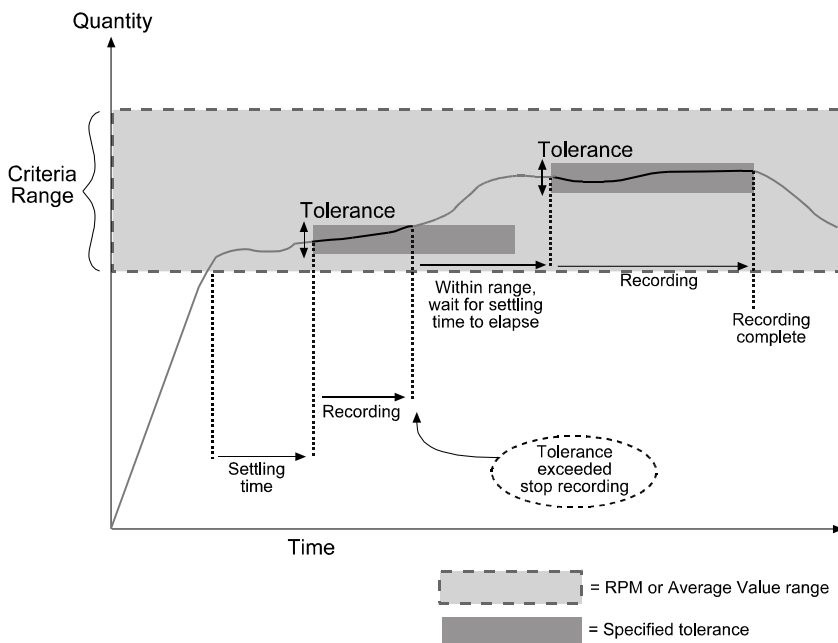 Quantity
Criteria
Range
Tolerance
Tolerance
Within range,
wait for settling
time to elapse
Recording
Recording
complete
Recording
Settling
time
Tolerance
exceeded
stop recording
Time
= RPM or Average Value range
= Specified tolerance